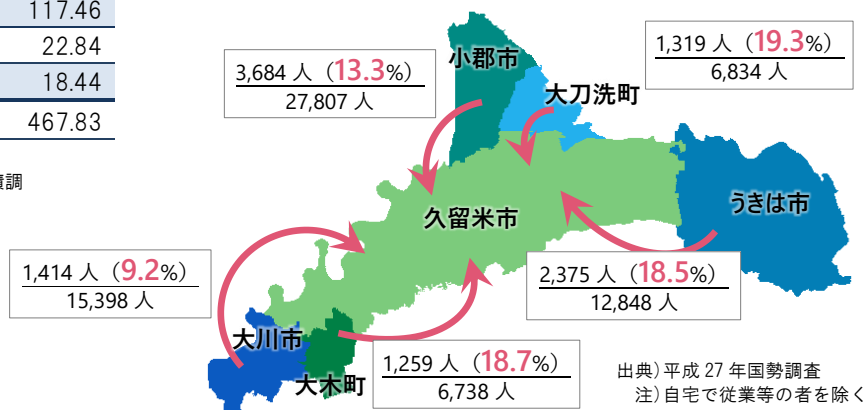 117.46
22.84
18.44
467.83
調
小郡市
3,684 人（13.3%）
27,807 人
大刀洗町
1,319 人（19.3%）
6,834 人
久留米市
うきは市
1,414 人（9.2%）
15,398 人
2,375 人（18.5%）
12,848 人
大川市
大木町
1,259 人（18.7%）
6,738 人
出典）平成 27 年国勢調査
注）自宅で従業等の者を除く